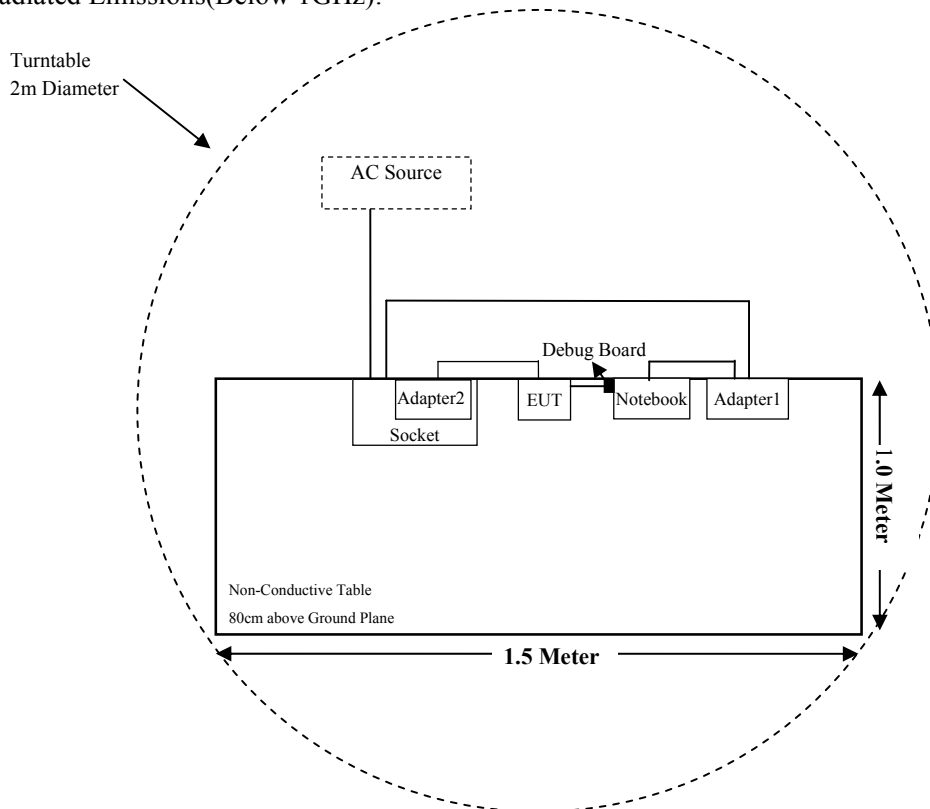 Emissions(Below 1GHz):
Turntable
2m Diameter
AC Source
Debug Board
Adapter2
EUT
Notebook
Adapter1
Socket
1.0 Meter
Non-Conductive Table
80cm above Ground Plane
1.5 Meter